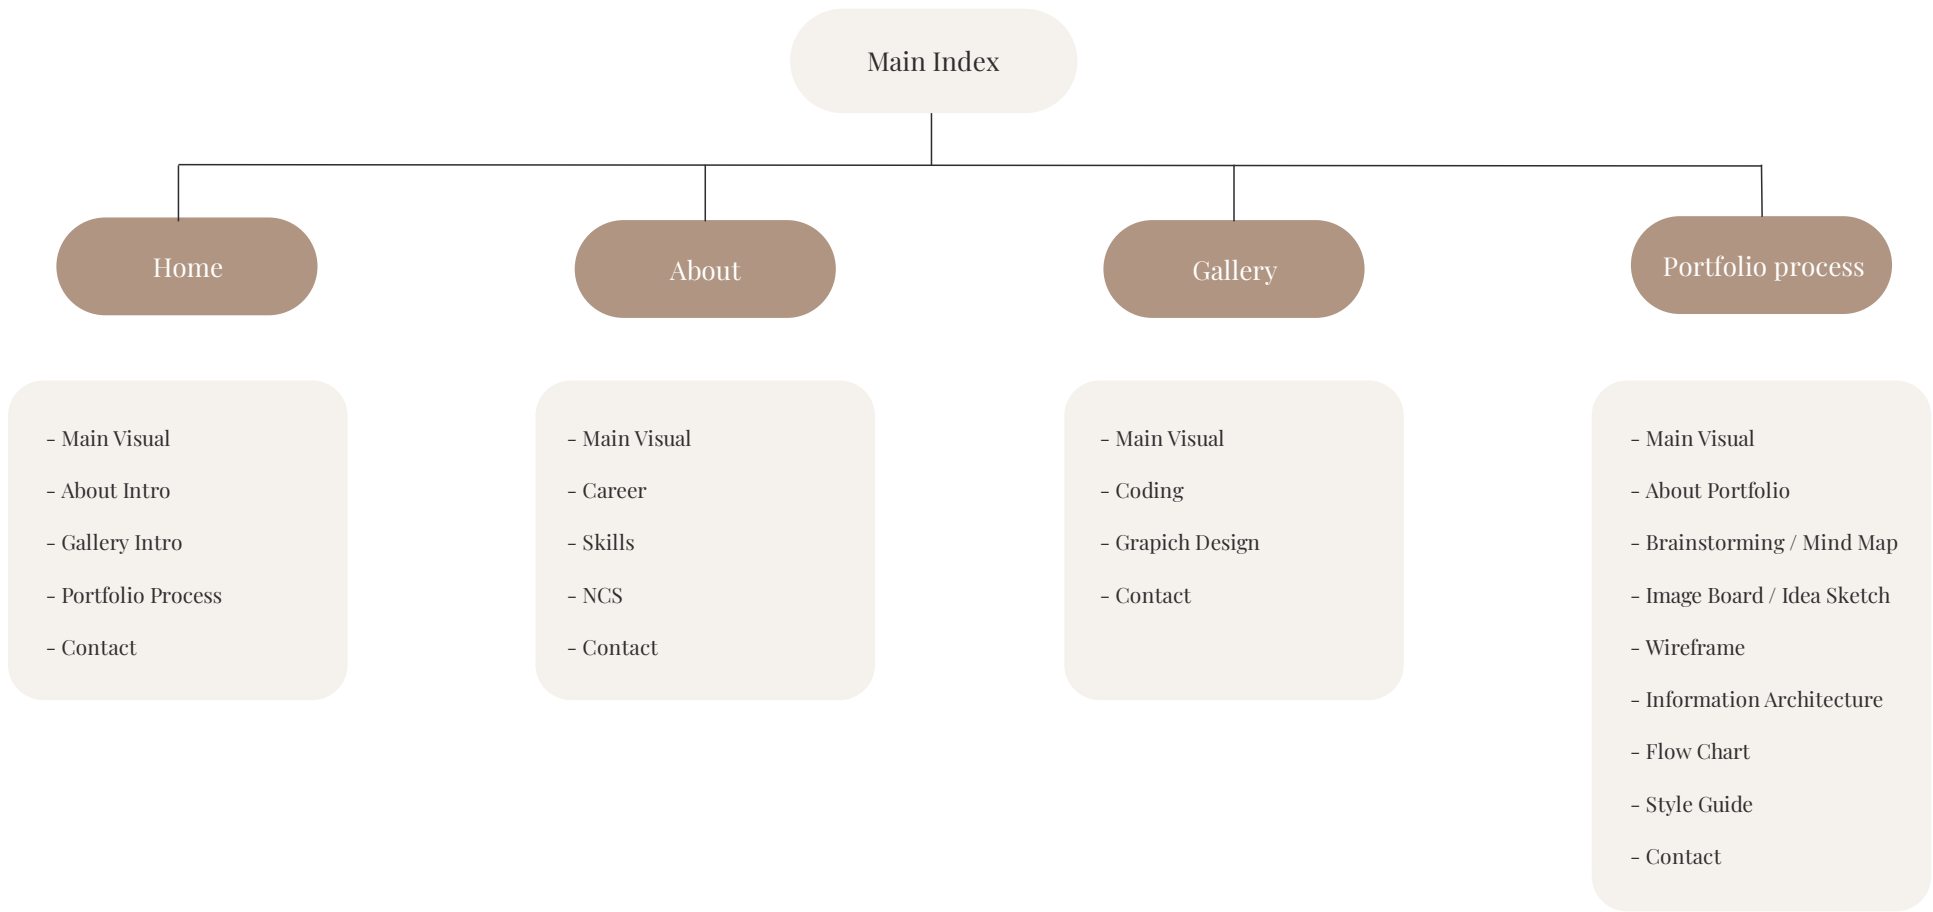 Main Index
Home
About
Gallery
Portfolio process
- Main Visual
- About Intro
- Gallery Intro
- Portfolio Process
- Contact
- Main Visual
- Career
- Skills
- NCS
- Contact
- Main Visual
- Coding
- Grapich Design
- Contact
- Main Visual
- About Portfolio
- Brainstorming / Mind Map
- Image Board / Idea Sketch
- Wireframe
- Information Architecture
- Flow Chart
- Style Guide
- Contact